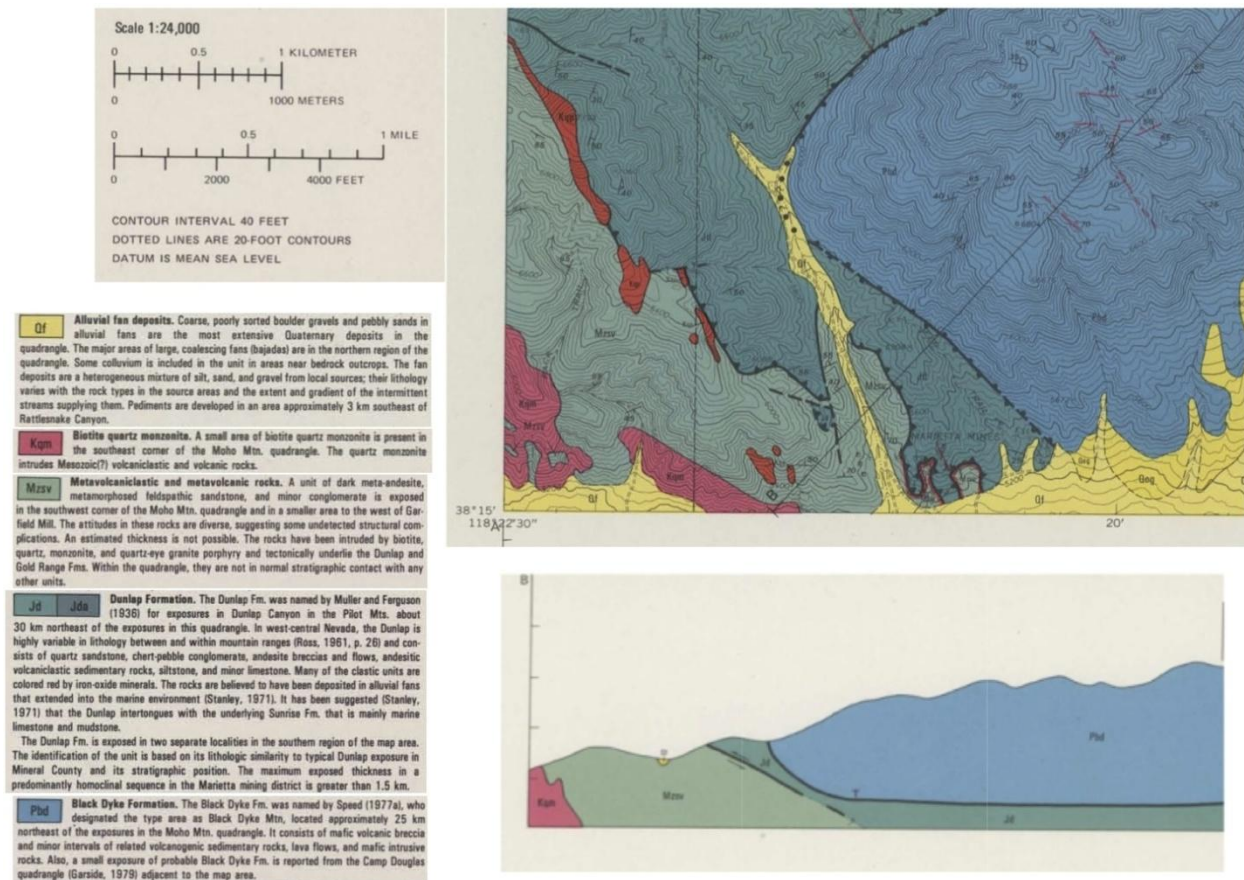 Scale 1:24,000
0 0.5 1 KILOMETER
0 1000 METERS
0 0.5 1 MILE
0 2000 4000 FEET
CONTOUR INTERVAL 40 FEET
DOTTED LINES ARE 20-FOOT CONTOURS
DATUM IS MEAN SEA LEVEL
Qf
Alluvial fan deposits. Coarse, poorly sorted boulder gravels and pebbly sands in
alluvial fans are the most extensive Quaternary deposits in the
quadrangle. The major areas of large, coalescing fans (bajadas) are in the northern region of the
quadrangle. Some colluvium is included in the unit in areas near bedrock outcrops. The fan
deposits are a heterogeneous mixture of silt, sand, and gravel from local sources; their lithology
varies with the rock types in the source areas and the extent and gradient of the intermittent
streams supplying them. Pediments are developed in an area approximately 3 km southeast of
Rattlesnake Canyon.
Kqm
Biotite quartz monzonite. A small area of biotite quartz monzonite is present in
the southeast corner of the Moho Mtn. quadrangle. The quartz monzonite
intrudes Mesozoic(?) volcaniclastic and volcanic rocks.
Mzsv
Metavolcaniclastic and metavolcanic rocks. A unit of dark meta-andesite,
metamorphosed feldspathic sandstone, and minor conglomerate is exposed
in the southwest corner of the Moho Mtn. quadrangle and in a smaller area to the west of Gar-
field Mill. The attitudes in these rocks are diverse, suggesting some undetected structural com-
plications. An estimated thickness is not possible. The rocks have been intruded by biotite,
quartz, monzonite, and quartz-eye granite porphyry and tectonically underlie the Dunlap and
Gold Range Fms. Within the quadrangle, they are not in normal stratigraphic contact with any
other units.
Jd Jda
Dunlap Formation. The Dunlap Fm. was named by Muller and Ferguson
(1936) for exposures in Dunlap Canyon in the Pilot Mts. about
30 km northeast of the exposures in this quadrangle. In west-central Nevada, the Dunlap is
highly variable in lithology between and within mountain ranges (Ross, 1961, p. 26) and con-
sists of quartz sandstone, chert-pebble conglomerate, andesite breccias and flows, andesitic
volcaniclastic sedimentary rocks, siltstone, and minor limestone. Many of the clastic units are
colored red by iron-oxide minerals. The rocks are believed to have been deposited in alluvial fans
that extended into the marine environment (Stanley, 1971). It has been suggested (Stanley,
1971) that the Dunlap intertongues with the underlying Sunrise Fm. that is mainly marine
limestone and mudstone.
The Dunlap Fm. is exposed in two separate localities in the southern region of the map area.
The identification of the unit is based on its lithologic similarity to typical Dunlap exposure in
Mineral County and its stratigraphic position. The maximum exposed thickness in a
predominantly homoclinal sequence in the Marietta mining district is greater than 1.5 km.
Pbd
Black Dyke Formation. The Black Dyke Fm. was named by Speed (1977a), who
designated the type area as Black Dyke Mtn, located approximately 25 km
northeast of the exposures in the Moho Mtn. quadrangle. It consists of mafic volcanic breccia
and minor intervals of related volcanogenic sedimentary rocks, lava flows, and mafic intrusive
rocks. Also, a small exposure of probable Black Dyke Fm. is reported from the Camp Douglas
quadrangle (Garside, 1979) adjacent to the map area.
Pbd
Jd
Qf
Mzsv
Pbd
Mzsv
Jd
Kqm
Mzsv
MARIETTA MINES
Kqm
B
Qf
Qf
Qog
38°15'
118°22'30"
A
20'
B
Pbd
Jd
T
Kqm
Mzsv
Jd